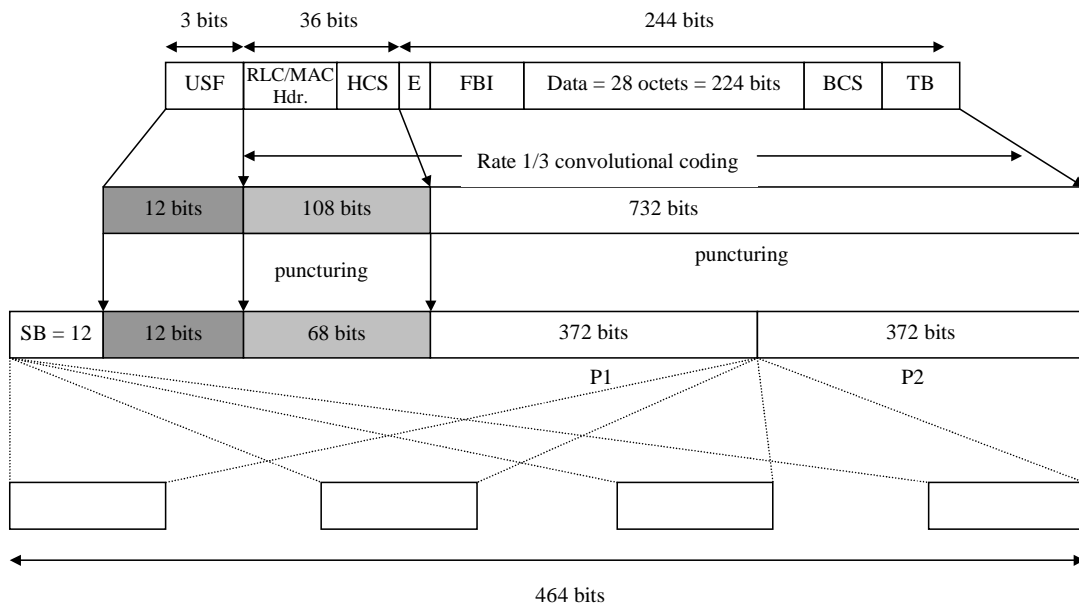 3 bits 36 bits 244 bits
USF RLC/MAC Hdr. HCS E FBI Data = 28 octets = 224 bits BCS TB
Rate 1/3 convolutional coding
12 bits 108 bits 732 bits
puncturing puncturing
SB = 12 12 bits 68 bits 372 bits 372 bits
P1 P2
464 bits